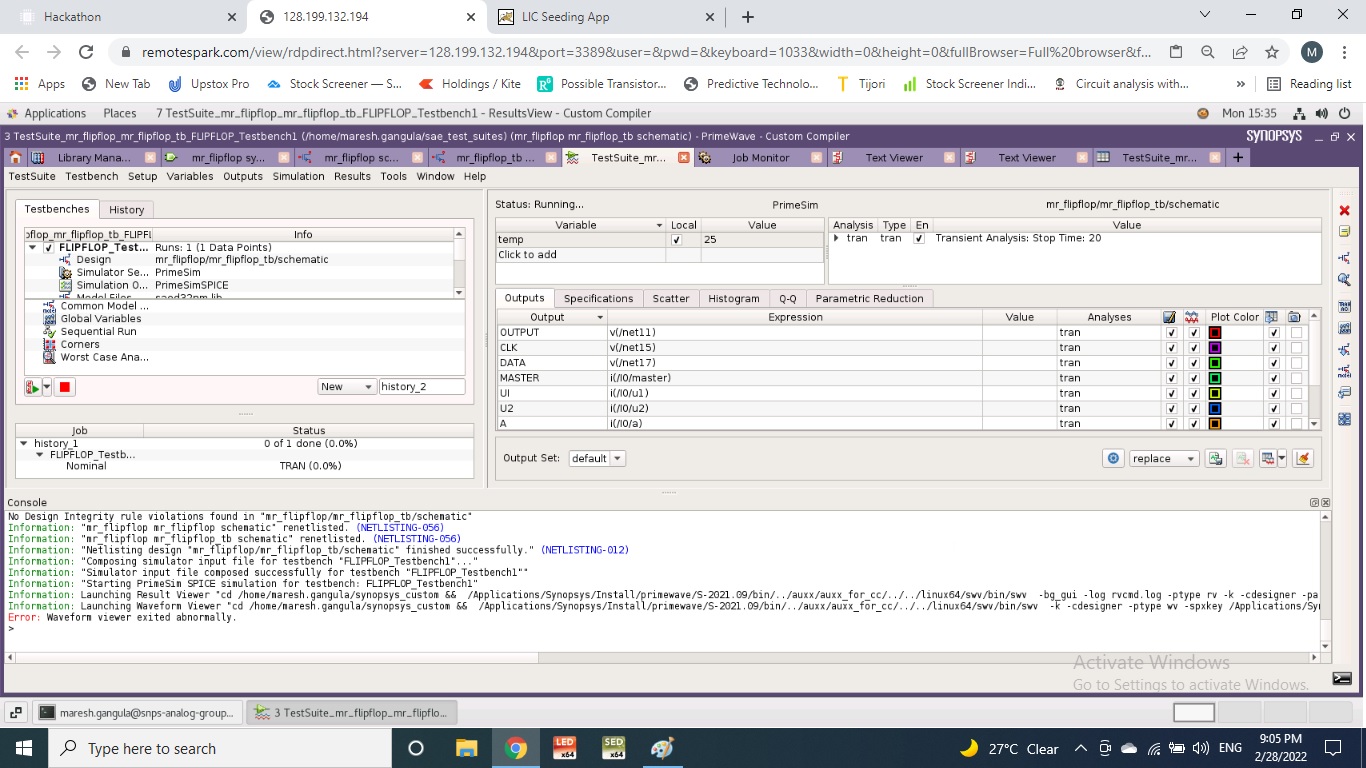 Hackathon
128.199.132.194
LIC Seeding App
remotespark.com/view/rdpdirect.html?server=128.199.132.194&port=3389&user=&pwd=&keyboard=1033&width=0&height=0&fullBrowser=Full%20browser&f...
M
Apps
New Tab
Upstox Pro
Stock Screener — S...
Holdings / Kite
Possible Transistor...
Predictive Technolo...
Tijori
Stock Screener Indi...
Circuit analysis with...
»
Reading list
Applications Places 7 TestSuite_mr_flipflop_mr_flipflop_tb_FLIPFLOP_Testbench1 - ResultsView - Custom Compiler
Mon 15:35
3 TestSuite_mr_flipflop_mr_flipflop_tb_FLIPFLOP_Testbench1 (/home/maresh.gangula/sae_test_suites) (mr_flipflop mr_flipflop_tb schematic) - PrimeWave - Custom Compiler
SYNOPSYS
Library Mana...
mr_flipflop sy...
mr_flipflop sc...
mr_flipflop_tb ...
TestSuite_mr...
Job Monitor
Text Viewer
Text Viewer
TestSuite_mr...
TestSuite Testbench Setup Variables Outputs Simulation Results Tools Window Help
Testbenches History
pflop_mr_flipflop_tb_FLIPFL Info
FLIPFLOP_Test... Runs: 1 (1 Data Points)
Design mr_flipflop/mr_flipflop_tb/schematic
Simulator Se... PrimeSim
Simulation O... PrimeSimSPICE
Model Files saed32nm.lib
Common Model ...
Global Variables
Sequential Run
Corners
Worst Case Ana...
New history_2
Job Status
history_1 0 of 1 done (0.0%)
FLIPFLOP_Testb...
Nominal TRAN (0.0%)
Status: Running... PrimeSim mr_flipflop/mr_flipflop_tb/schematic
Variable Local Value
temp 25
Click to add
Analysis Type En Value
tran tran Transient Analysis: Stop Time: 20
Outputs Specifications Scatter Histogram Q-Q Parametric Reduction
Output Expression Value Analyses Plot Color
OUTPUT v(/net11) tran
CLK v(/net15) tran
DATA v(/net17) tran
MASTER i(/I0/master) tran
UI i(/I0/u1) tran
U2 i(/I0/u2) tran
A i(/I0/a) tran
Output Set: default replace
Console
No Design Integrity rule violations found in "mr_flipflop/mr_flipflop_tb/schematic"
Information: "mr_flipflop mr_flipflop schematic" renetlisted. (NETLISTING-056)
Information: "mr_flipflop mr_flipflop_tb schematic" renetlisted. (NETLISTING-056)
Information: "Netlisting design "mr_flipflop/mr_flipflop_tb/schematic" finished successfully." (NETLISTING-012)
Information: "Composing simulator input file for testbench "FLIPFLOP_Testbench1"..."
Information: "Simulator input file composed successfully for testbench "FLIPFLOP_Testbench1""
Information: "Starting PrimeSim SPICE simulation for testbench: FLIPFLOP_Testbench1"
Information: Launching Result Viewer "cd /home/maresh.gangula/synopsys_custom && /Applications/Synopsys/Install/primewave/S-2021.09/bin/../auxx/auxx_for_cc/../../linux64/swv/bin/swv -bg_gui -log rvcmd.log -ptype rv -k -cdesigner -pa
Information: Launching Waveform Viewer "cd /home/maresh.gangula/synopsys_custom && /Applications/Synopsys/Install/primewave/S-2021.09/bin/../auxx/auxx_for_cc/../../linux64/swv/bin/swv -k -cdesigner -ptype wv -spxkey /Applications/Sy
Error: Waveform viewer exited abnormally.
>
Activate Windows
Go to Settings to activate Windows.
maresh.gangula@snps-analog-group...
3 TestSuite_mr_flipflop_mr_flipflo...
Type here to search
LED x64
SED x64
27°C Clear
ENG
9:05 PM
2/28/2022